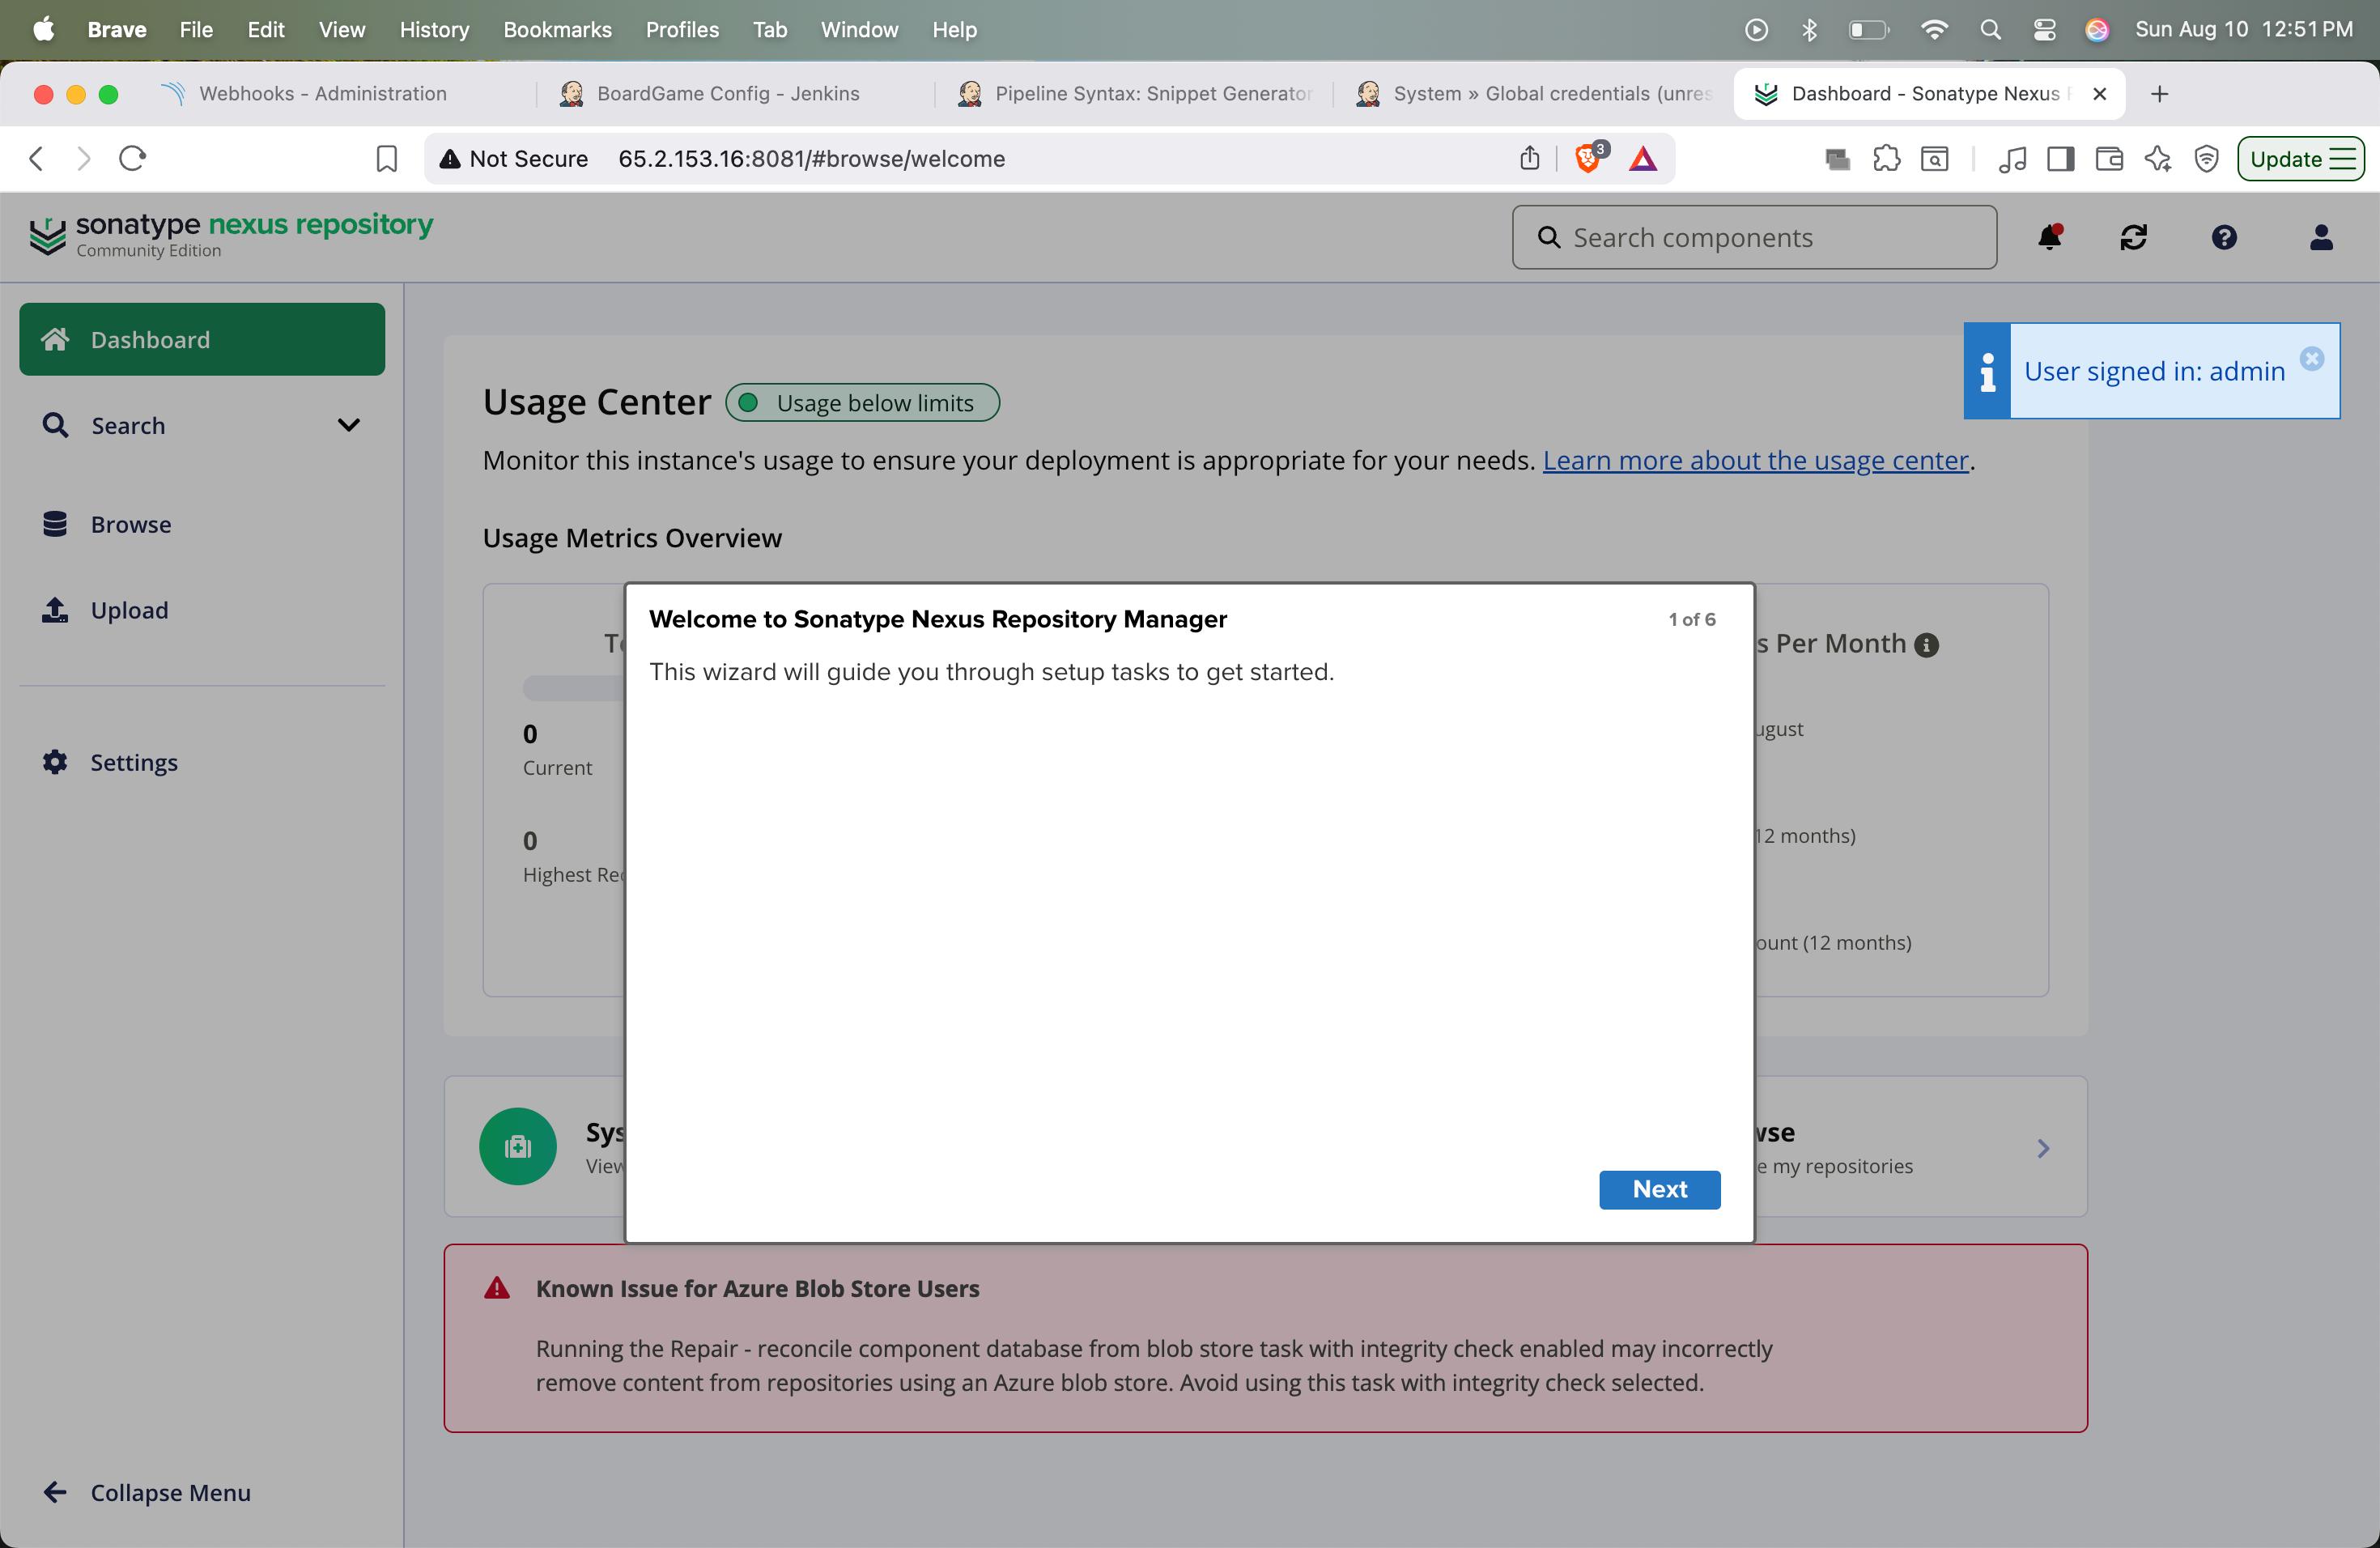 Brave File Edit View History Bookmarks Profiles Tab Window Help Sun Aug 10 12:51 PM
Webhooks - Administration BoardGame Config - Jenkins Pipeline Syntax: Snippet Generator System » Global credentials (unres Dashboard - Sonatype Nexus
Not Secure 65.2.153.16:8081/#browse/welcome 3 Update
sonatype nexus repository
Community Edition
Search components
Dashboard
Search
Browse
Upload
Settings
Collapse Menu
User signed in: admin
Usage Center Usage below limits
Monitor this instance's usage to ensure your deployment is appropriate for your needs. Learn more about the usage center.
Usage Metrics Overview
s Per Month
0
Current
ugust
0
Highest Rec
12 months)
ount (12 months)
Welcome to Sonatype Nexus Repository Manager 1 of 6
This wizard will guide you through setup tasks to get started.
Next
Sys
View
wse
e my repositories
Known Issue for Azure Blob Store Users
Running the Repair - reconcile component database from blob store task with integrity check enabled may incorrectly
remove content from repositories using an Azure blob store. Avoid using this task with integrity check selected.